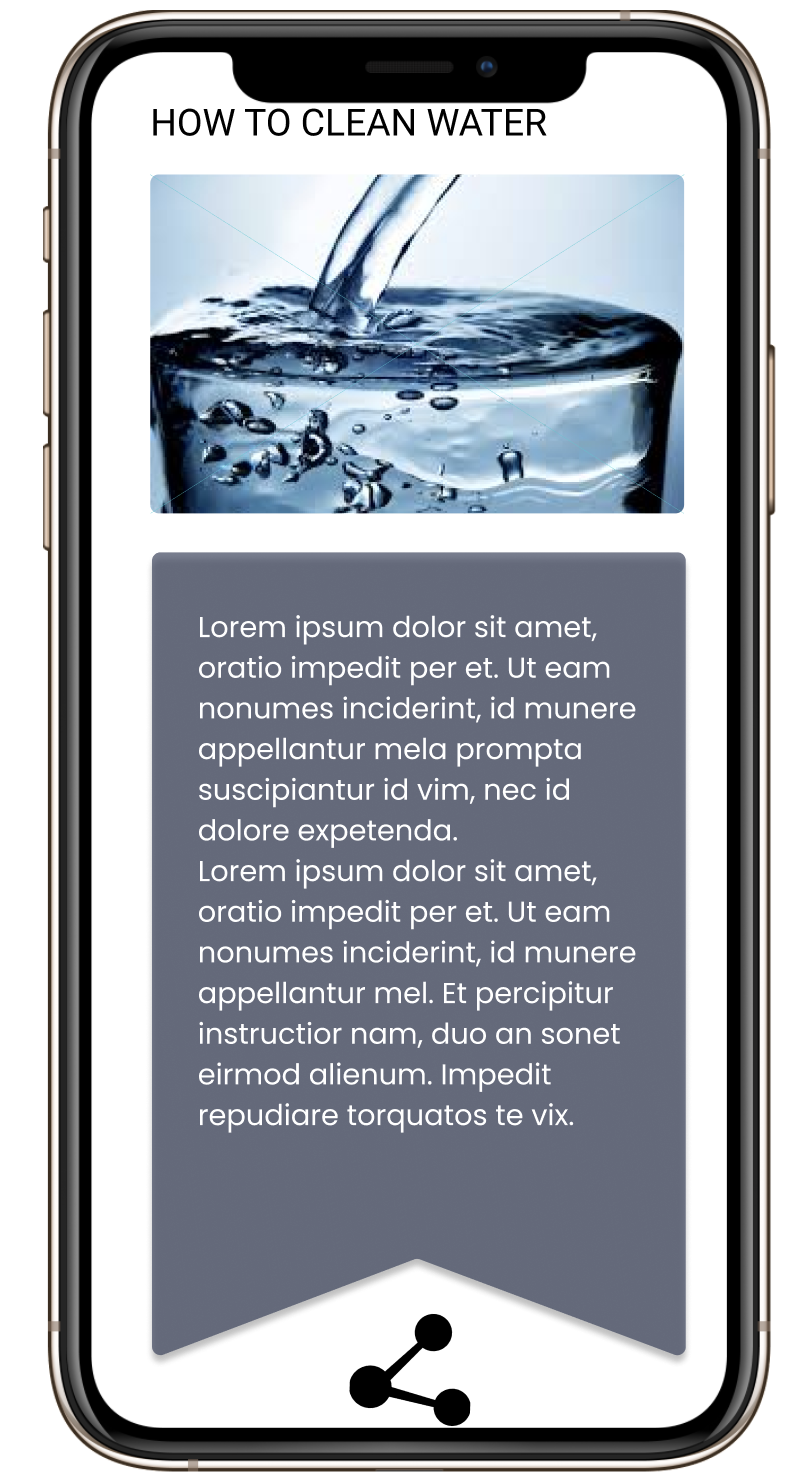 HOW TO CLEAN WATER
Lorem ipsum dolor sit amet,
oratio impedit per et. Ut eam
nonumes inciderint, id munere
appellantur mela prompta
suscipiantur id vim, nec id
dolore expetenda.
Lorem ipsum dolor sit amet,
oratio impedit per et. Ut eam
nonumes inciderint, id munere
appellantur mel. Et percipitur
instructior nam, duo an sonet
eirmod alienum. Impedit
repudiare torquatos te vix.